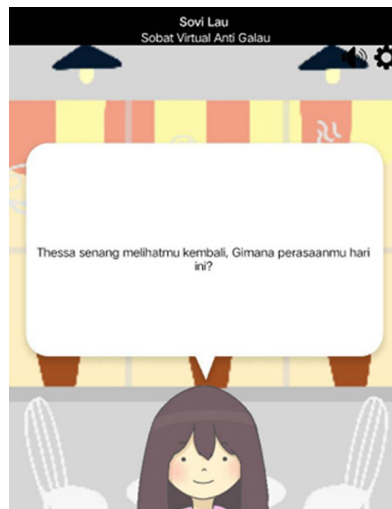 Sovi Lau
Sobat Virtual Anti Galau
Thessa senang melihatmu kembali, Gimana perasaanmu hari
ini?